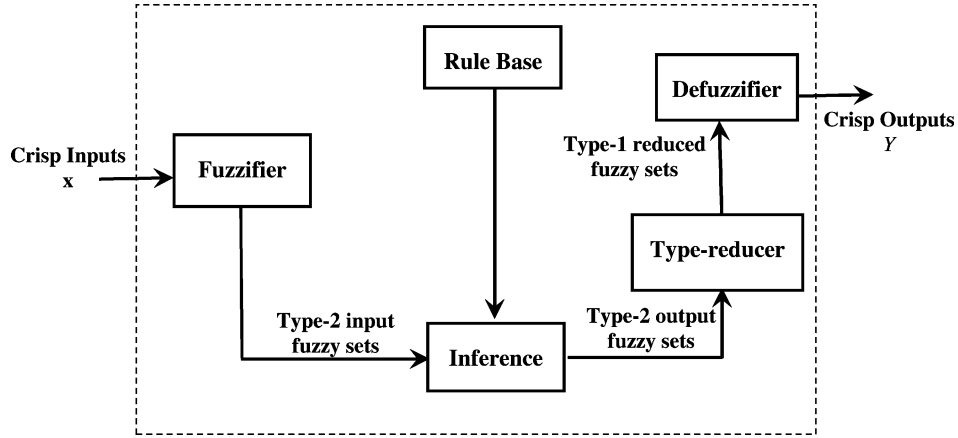 Rule Base
Defuzzifier
Crisp Outputs
Y
Type-1 reduced
fuzzy sets
Crisp Inputs
x
Fuzzifier
Type-reducer
Type-2 input
fuzzy sets
Inference
Type-2 output
fuzzy sets